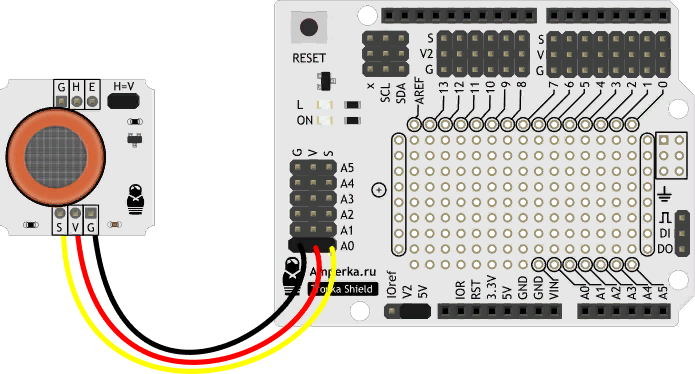 G H E
H=V
S V G
RESET
L
ON
X
SCL
SDA
AREF
S
V2
G
13
12
11
10
9
8
S
V
G
7
6
5
4
3
2
1
0
G V S
A5
A4
A3
A2
A1
A0
Amperka.ru
Troyka Shield
DI
DO
IOref
V2
5V
IOR
RST
3.3V
5V
GND
GND
VIN
A0
A1
A2
A3
A4
A5